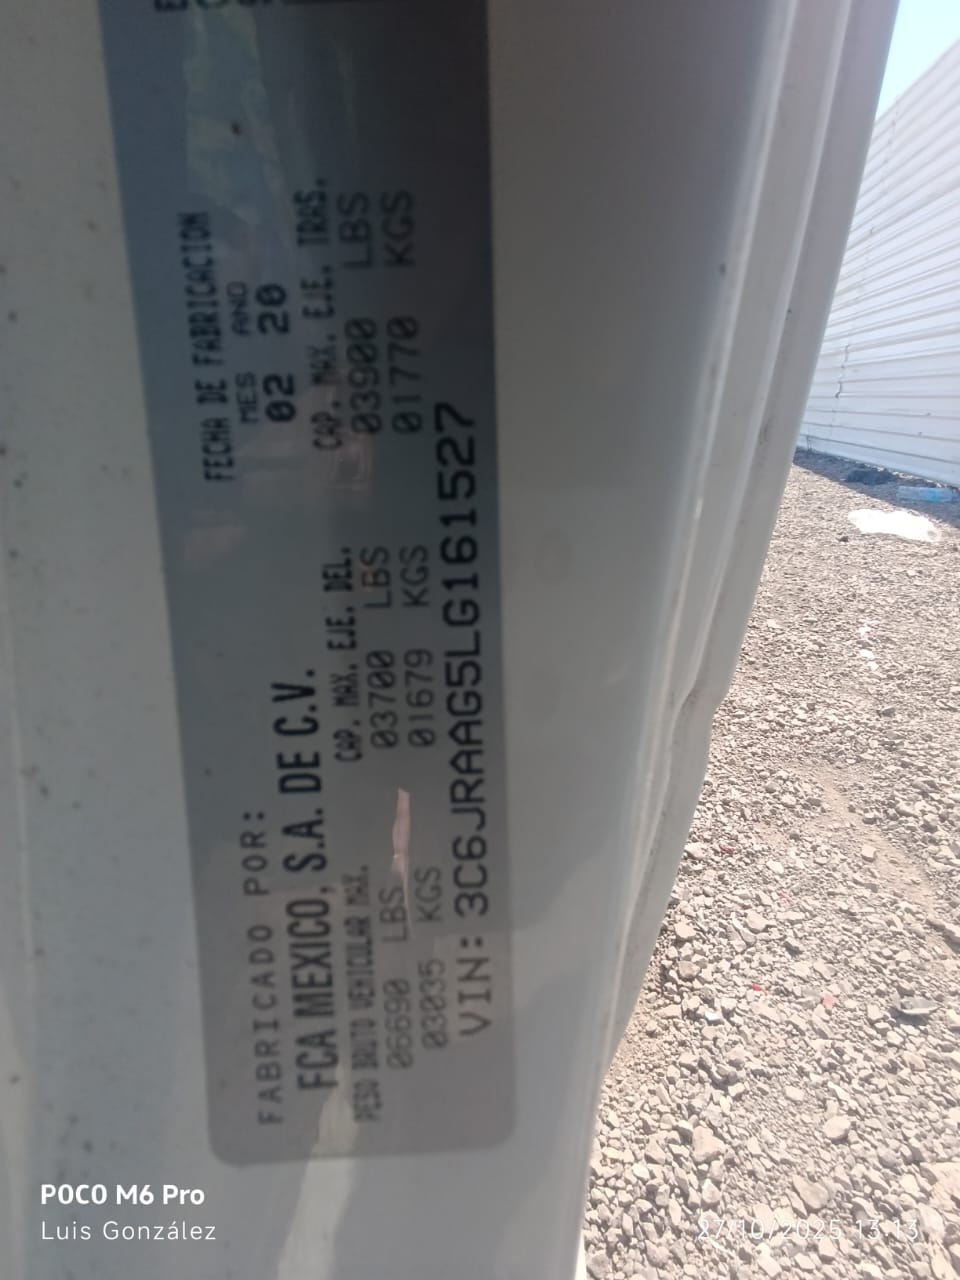 FABRICADO POR:
FCA MEXICO, S.A. DE C.V.
FECHA DE FABRICACION
MES ANO
02 20
PESO BRUTO VEHICULAR MAX.
06690 LBS
03035 KGS
CAP. MAX. EJE. DEL.
03700 LBS
01679 KGS
CAP. MAX. EJE. TRAS.
03900 LBS
01770 KGS
VIN: 3C6JRAAG5LG161527
POCO M6 Pro
Luis González
27/10/2025 13:13